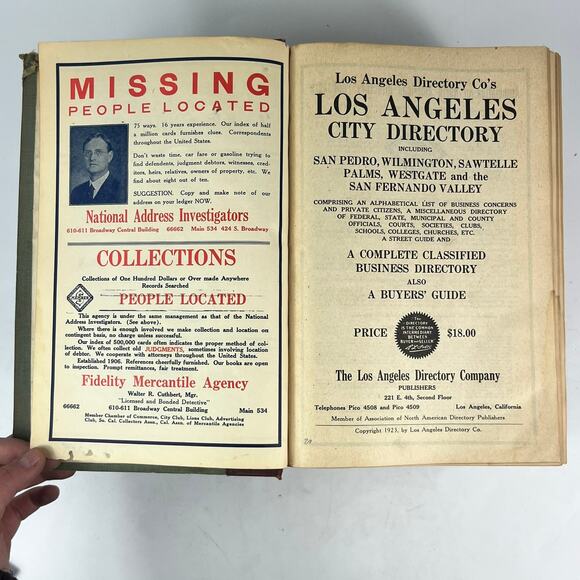 MISSING
PEOPLE LOCATED
75 ways. 16 years experience. Our index of half
a million cards furnishes clues. Correspondents
throughout the United States.
Don't waste time, car fare or gasoline trying to
find defendants, judgment debtors, witnesses, cred-
itors, heirs, relatives, owners of property, etc. We
find about eight out of ten.
SUGGESTION. Copy and make note of our
address on your ledger NOW.
National Address Investigators
610-611 Broadway Central Building 66662 Main 534 424 S. Broadway
COLLECTIONS
Collections of One Hundred Dollars or Over made Anywhere
Records Searched
PEOPLE LOCATED
This agency is under the same management as that of the National
Address Investigators. (See above).
Where there is enough involved we make collection and location on
contingent basis, no charge unless successful.
Our index of 500,000 cards often indicates the proper method of col-
lection. We often collect old JUDGMENTS, sometimes involving location
of debtor. We cooperate with attorneys throughout the United States.
Established 1906. References cheerfully furnished. Our books are open
to inspection. Prompt remittances, fair treatment.
Fidelity Mercantile Agency
Walter R. Cuthbert, Mgr.
"Licensed and Bonded Detective"
66662 610-611 Broadway Central Building Main 534
Member Chamber of Commerce, City Club, Lions Club, Advertising
Club, So. Cal. Collectors Assn., Cal. Assn. of Mercantile Agencies
Los Angeles Directory Co's
LOS ANGELES
CITY DIRECTORY
INCLUDING
SAN PEDRO, WILMINGTON, SAWTELLE
PALMS, WESTGATE and the
SAN FERNANDO VALLEY
COMPRISING AN ALPHABETICAL LIST OF BUSINESS CONCERNS
AND PRIVATE CITIZENS, A MISCELLANEOUS DIRECTORY
OF FEDERAL, STATE, MUNICIPAL AND COUNTY
OFFICIALS, COURTS, SOCIETIES, CLUBS,
SCHOOLS, COLLEGES, CHURCHES, ETC.
A STREET GUIDE AND
A COMPLETE CLASSIFIED
BUSINESS DIRECTORY
ALSO
A BUYERS' GUIDE
PRICE $18.00
THE
DIRECTORY
IS THE COMMON
INTERMEDIARY
BETWEEN
BUYER AND SELLER
The Los Angeles Directory Company
PUBLISHERS
221 E. 4th, Second Floor
Telephones Pico 4508 and Pico 4509 Los Angeles, California
Member of Association of North American Directory Publishers
Copyright 1923, by Los Angeles Directory Co.